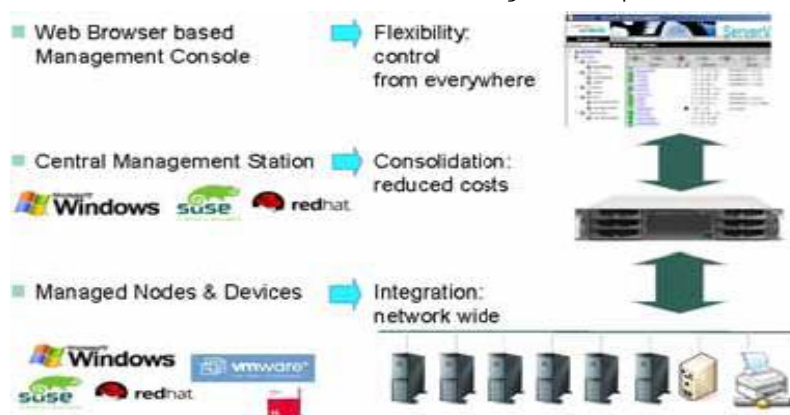 Web Browser based
Management Console
Flexibility:
control
from everywhere
ServerV
Central Management Station
Consolidation:
reduced costs
Windows
suse
redhat
Managed Nodes & Devices
Integration:
network wide
Windows
vmware
suse
redhat